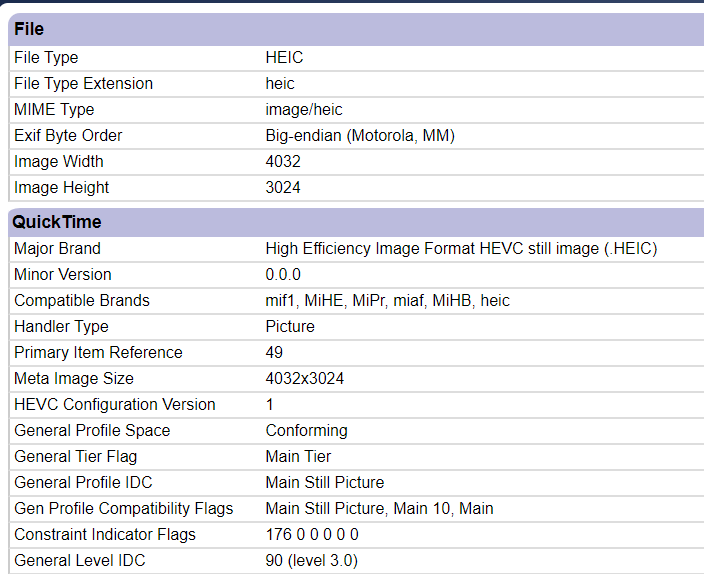 File
File Type HEIC
File Type Extension heic
MIME Type image/heic
Exif Byte Order Big-endian (Motorola, MM)
Image Width 4032
Image Height 3024
QuickTime
Major Brand High Efficiency Image Format HEVC still image (.HEIC)
Minor Version 0.0.0
Compatible Brands mif1, MiHE, MiPr, miaf, MiHB, heic
Handler Type Picture
Primary Item Reference 49
Meta Image Size 4032x3024
HEVC Configuration Version 1
General Profile Space Conforming
General Tier Flag Main Tier
General Profile IDC Main Still Picture
Gen Profile Compatibility Flags Main Still Picture, Main 10, Main
Constraint Indicator Flags 176 0 0 0 0 0
General Level IDC 90 (level 3.0)